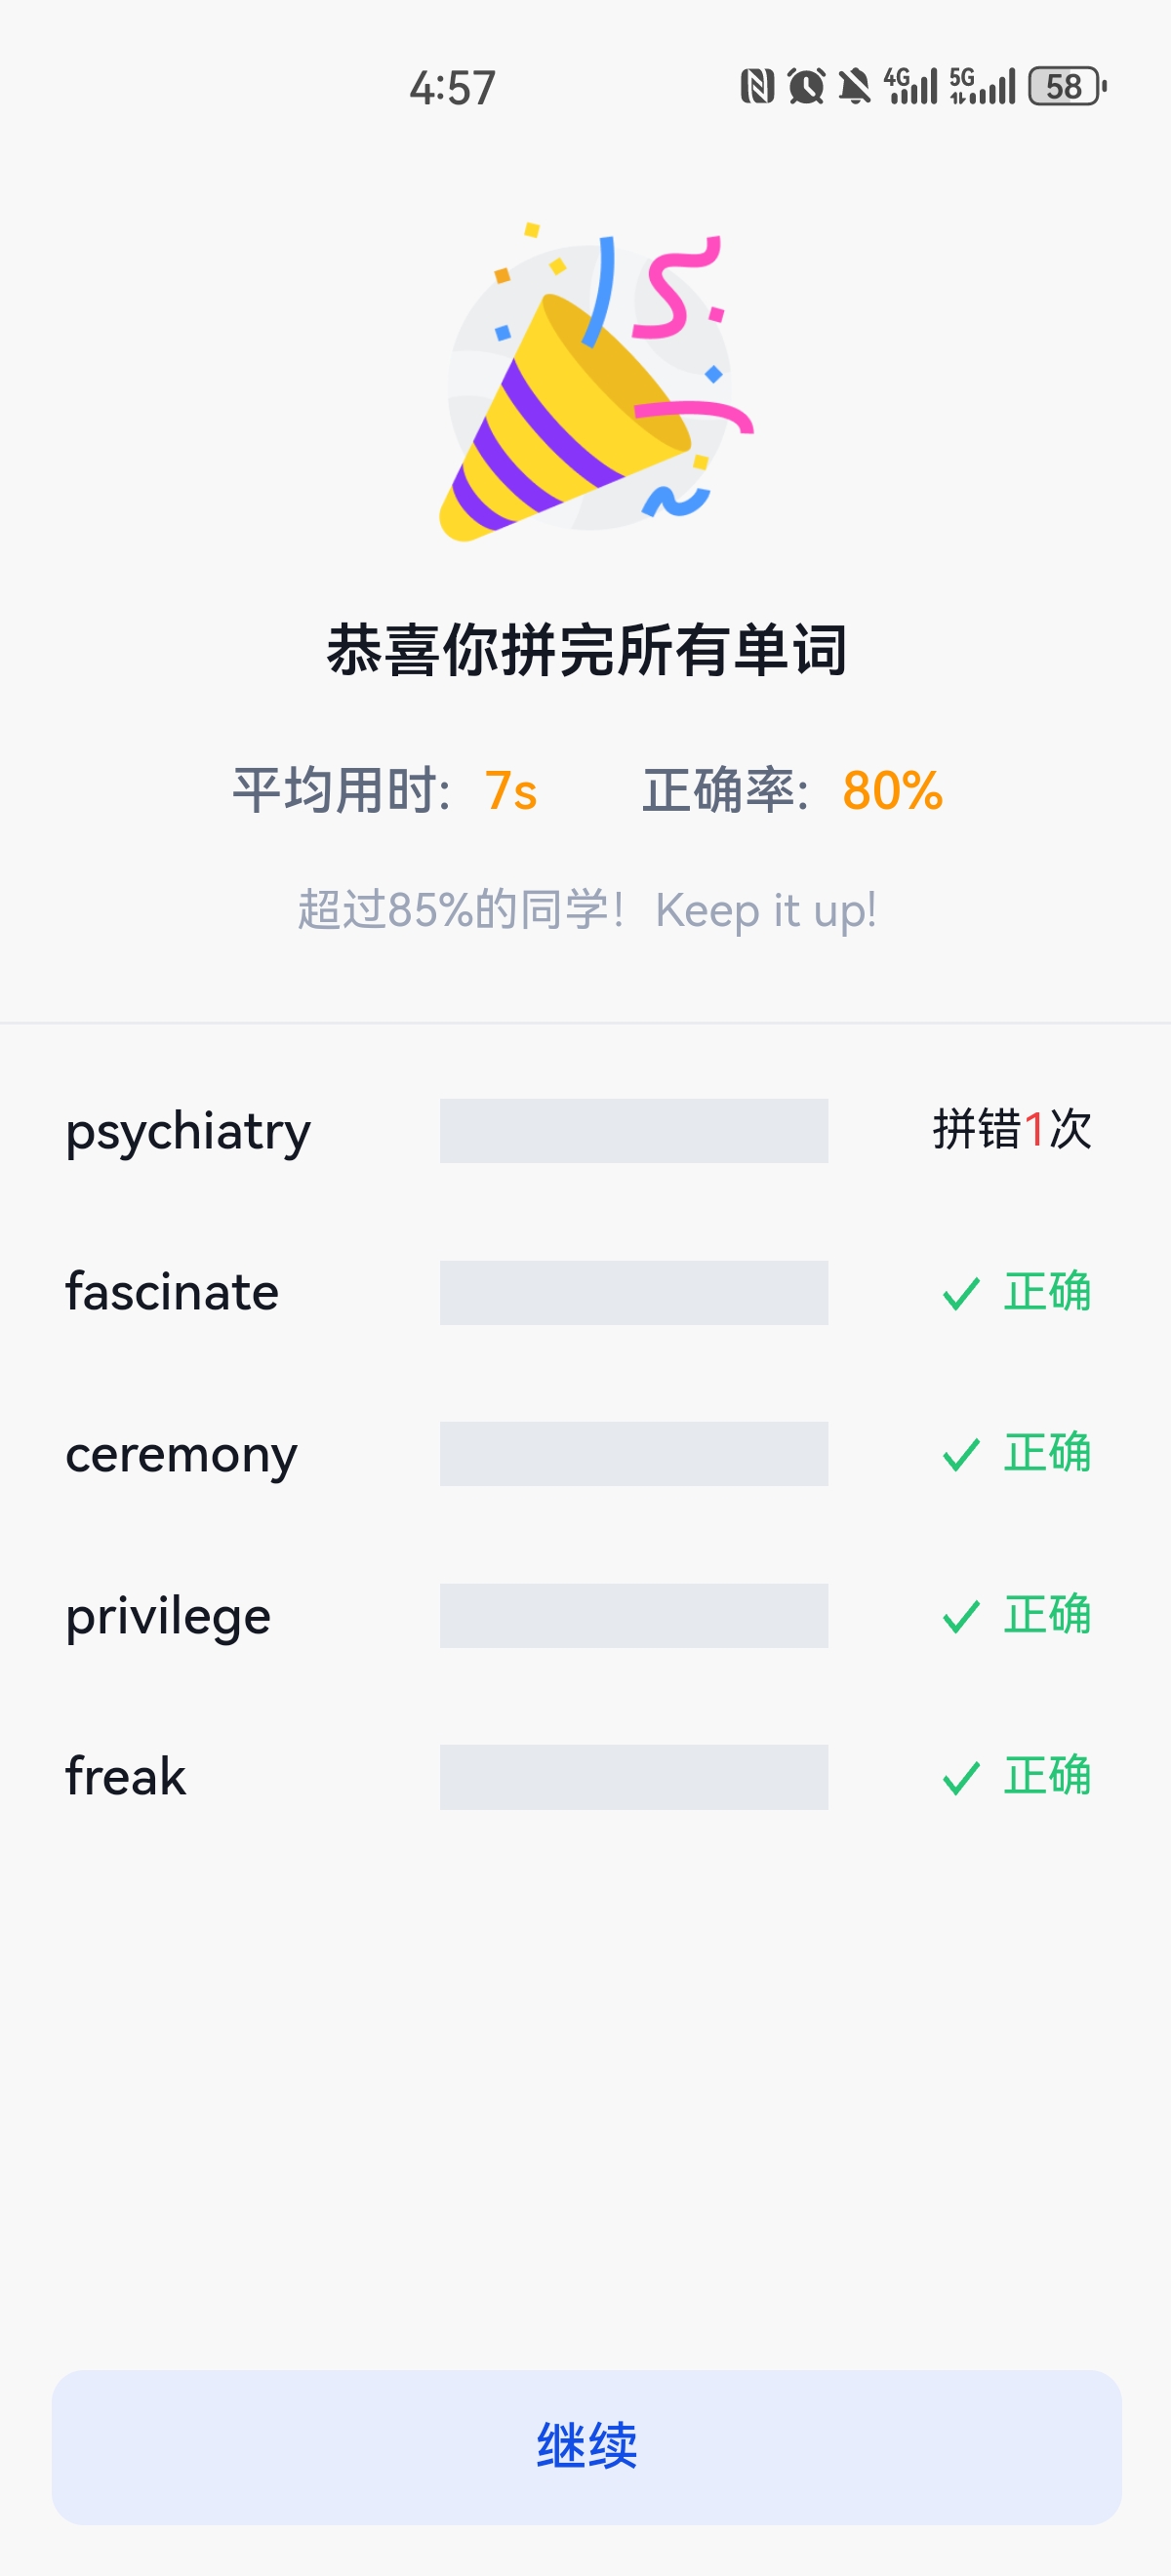 4:57 4G 5G 58
恭喜你拼完所有单词
平均用时: 7s 正确率: 80%
超过85%的同学! Keep it up!
psychiatry 拼错1次
fascinate 正确
ceremony 正确
privilege 正确
freak 正确
继续